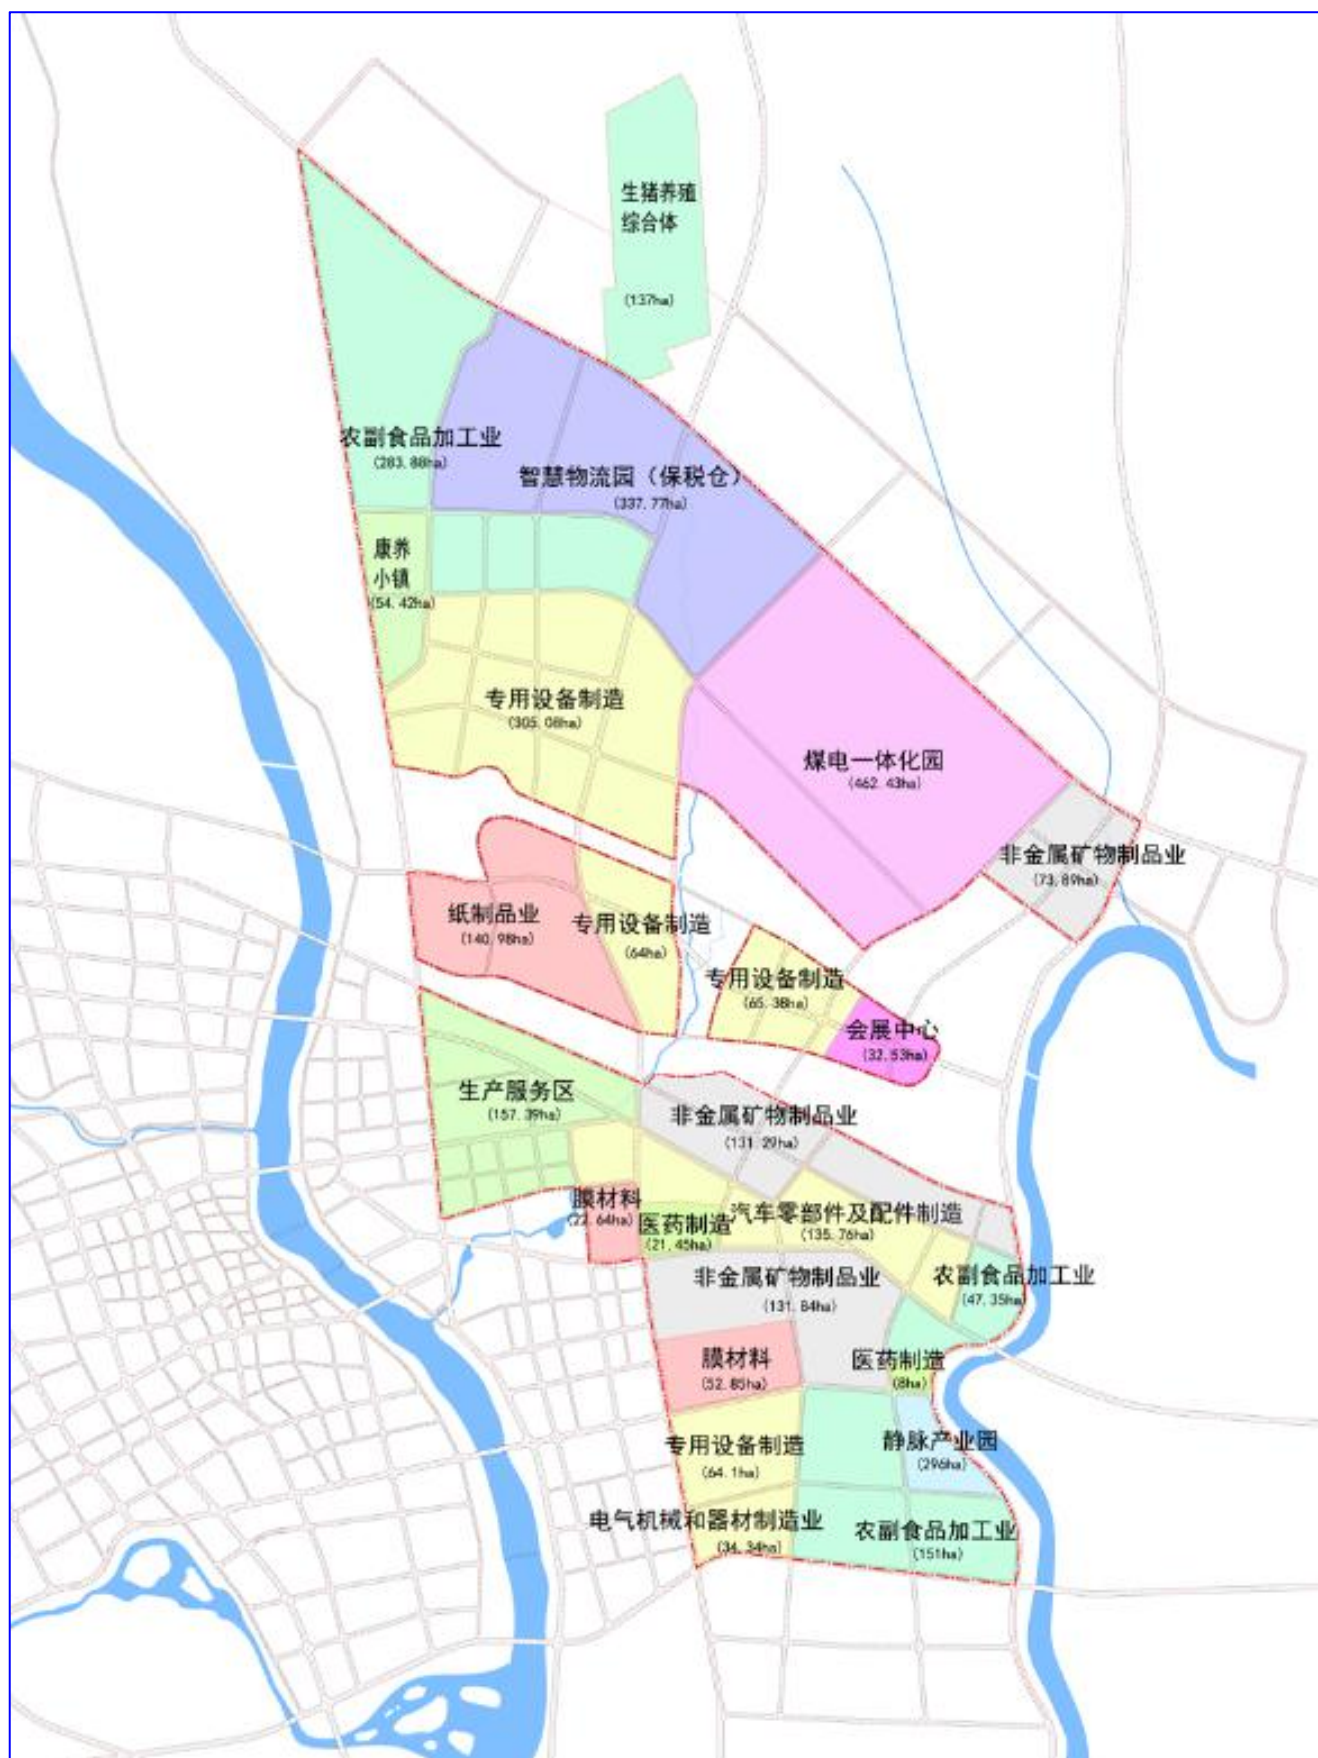 生猪养殖
综合体
(137ha)
农副食品加工业
(283.88ha)
智慧物流园（保税仓）
(337.77ha)
康养
小镇
(54.42ha)
专用设备制造
(305.08ha)
煤电一体化园
(462.43ha)
非金属矿物制品业
(73.89ha)
纸制品业
(140.98ha)
专用设备制造
(64ha)
专用设备制造
(65.38ha)
会展中心
(32.53ha)
生产服务区
(157.39ha)
非金属矿物制品业
(131.29ha)
膜材料
(22.64ha)
医药制造
(21.45ha)
汽车零部件及配件制造
(135.76ha)
非金属矿物制品业
(131.84ha)
农副食品加工业
(47.35ha)
膜材料
(52.85ha)
医药制造
(8ha)
专用设备制造
(64.1ha)
静脉产业园
(296ha)
电气机械和器材制造业
(34.34ha)
农副食品加工业
(151ha)